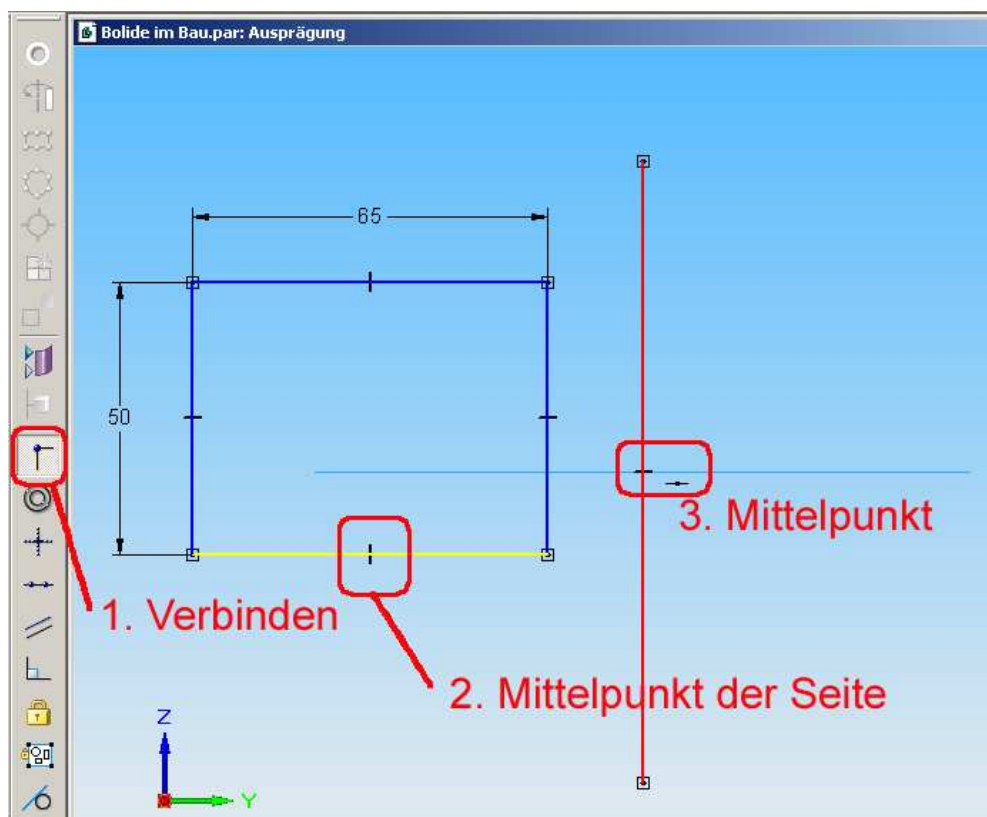 Bolide im Bau.par: Ausprägung
65
50
3. Mittelpunkt
1. Verbinden
2. Mittelpunkt der Seite
Z
Y